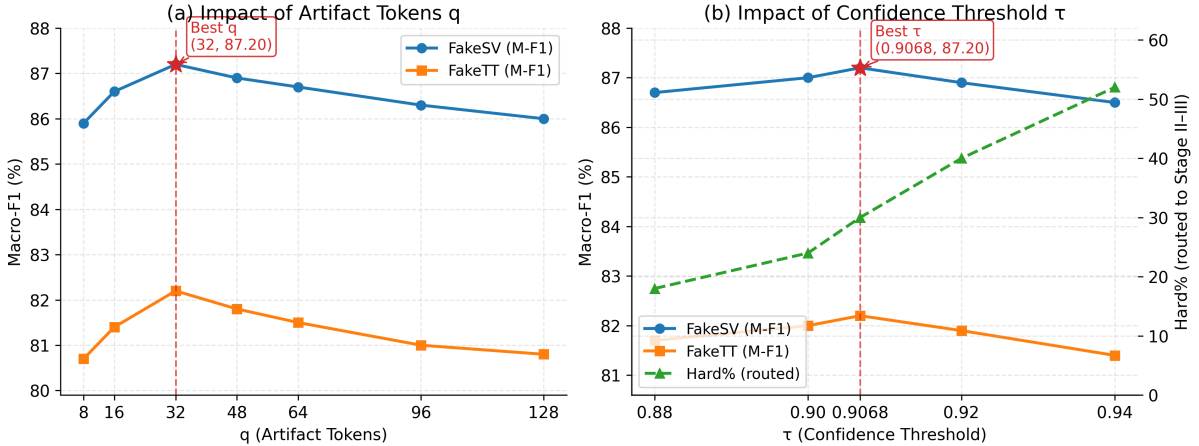 (a) Impact of Artifact Tokens q
Best q
(32, 87.20)
FakeSV (M-F1)
FakeTT (M-F1)
Macro-F1 (%)
88
87
86
85
84
83
82
81
80
8 16 32 48 64 96 128
q (Artifact Tokens)
(b) Impact of Confidence Threshold τ
Best τ
(0.9068, 87.20)
Macro-F1 (%)
88
87
86
85
84
83
82
81
FakeSV (M-F1)
FakeTT (M-F1)
Hard% (routed)
0.88 0.90 0.9068 0.92 0.94
τ (Confidence Threshold)
60
50
40
30
20
10
0
Hard% (routed to Stage II–III)